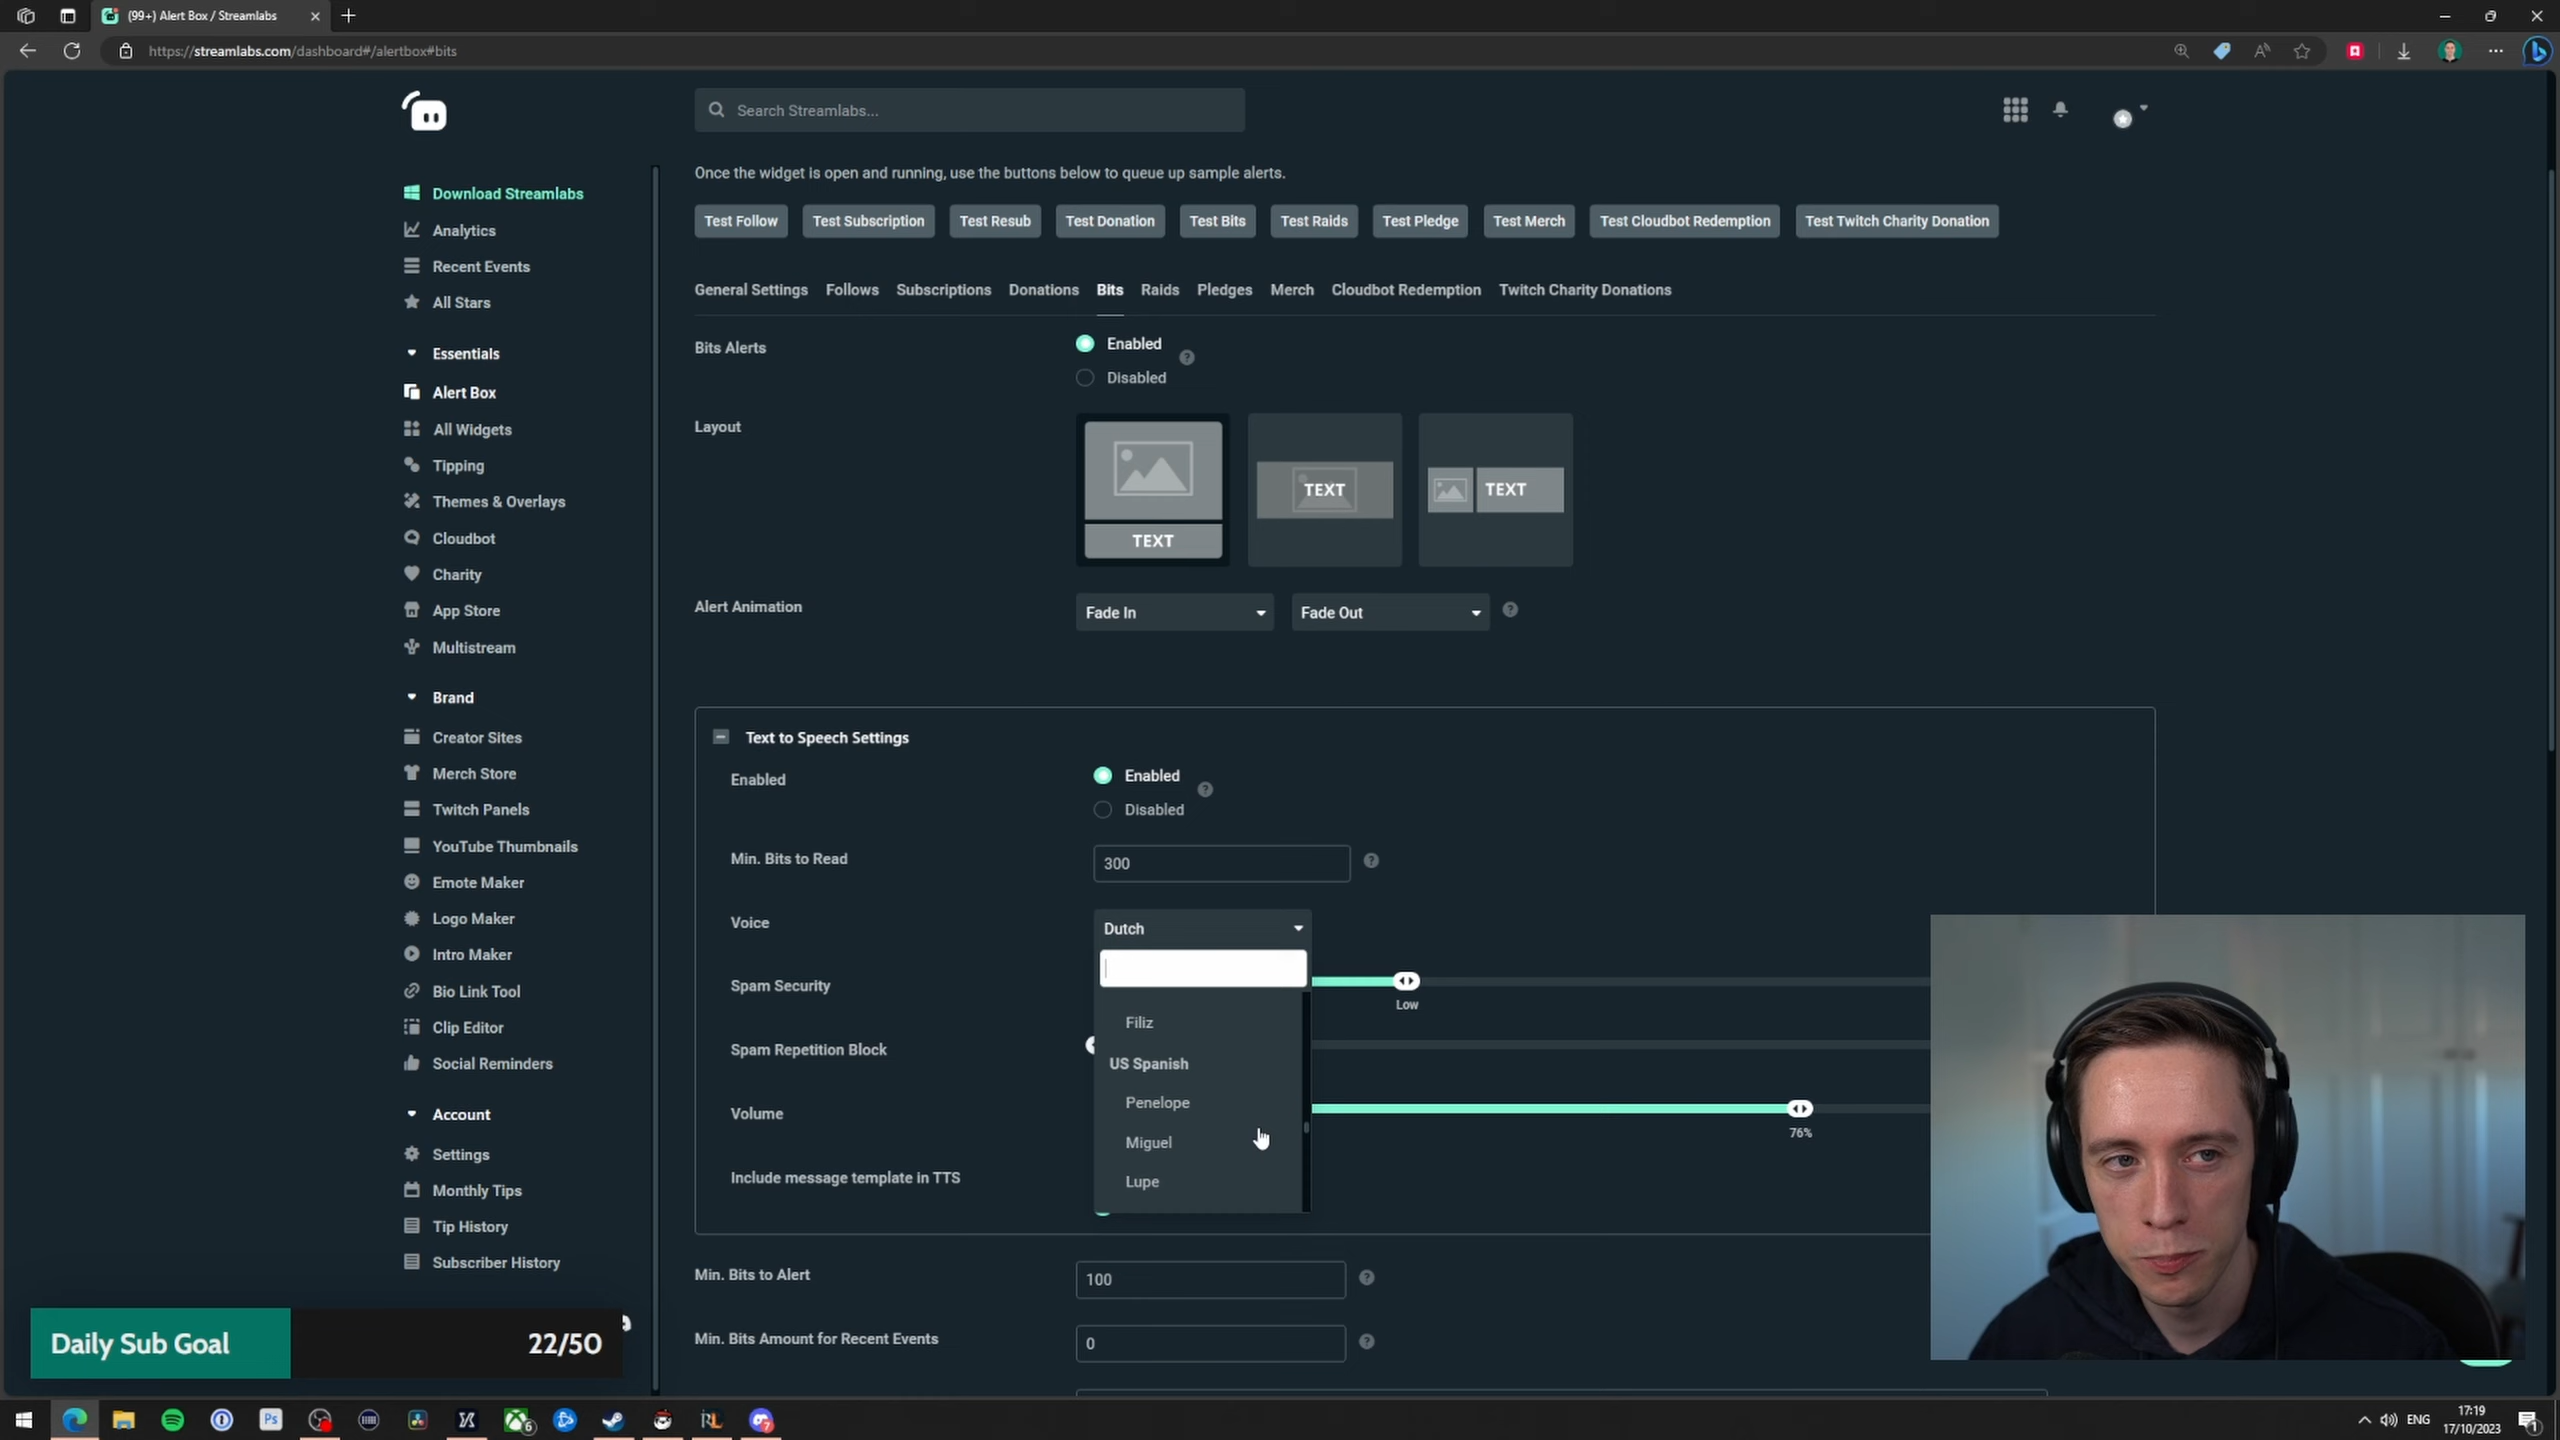 (99+) Alert Box / Streamlabs
https://streamlabs.com/dashboard#/alertbox#bits
Search Streamlabs...
Download Streamlabs
Analytics
Recent Events
All Stars
Essentials
Alert Box
All Widgets
Tipping
Themes & Overlays
Cloudbot
Charity
App Store
Multistream
Brand
Creator Sites
Merch Store
Twitch Panels
YouTube Thumbnails
Emote Maker
Logo Maker
Intro Maker
Bio Link Tool
Clip Editor
Social Reminders
Account
Settings
Monthly Tips
Tip History
Subscriber History
Once the widget is open and running, use the buttons below to queue up sample alerts.
Test Follow Test Subscription Test Resub Test Donation Test Bits Test Raids Test Pledge Test Merch Test Cloudbot Redemption Test Twitch Charity Donation
General Settings Follows Subscriptions Donations Bits Raids Pledges Merch Cloudbot Redemption Twitch Charity Donations
Bits Alerts
Enabled
Disabled
Layout
TEXT
TEXT
TEXT
Alert Animation
Fade In
Fade Out
Text to Speech Settings
Enabled
Enabled
Disabled
Min. Bits to Read
300
Voice
Dutch
Filiz
US Spanish
Penelope
Miguel
Lupe
Spam Security
Low
Spam Repetition Block
Volume
76%
Include message template in TTS
Min. Bits to Alert
100
Min. Bits Amount for Recent Events
0
Daily Sub Goal
22/50
Ps
6
RL
7
ENG
17:19
17/10/2023
1